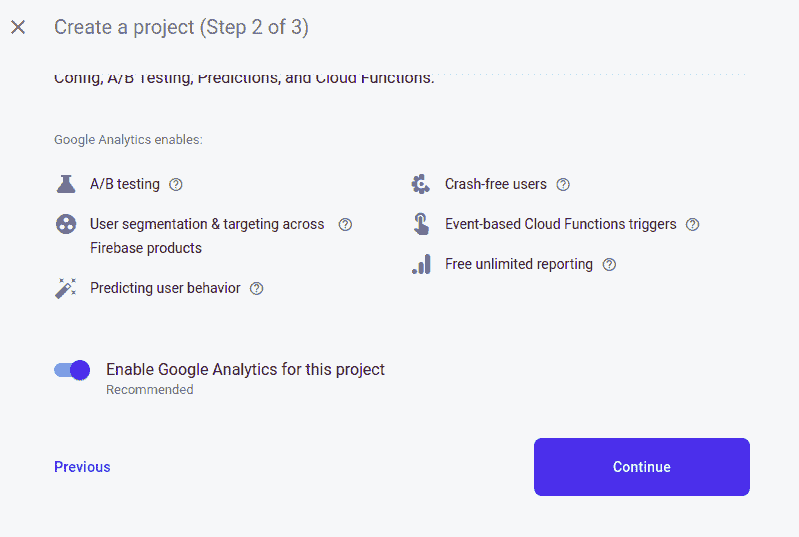 Create a project (Step 2 of 3)
Config, A/B Testing, Predictions, and Cloud Functions.
Google Analytics enables:
A/B testing
User segmentation & targeting across
Firebase products
Predicting user behavior
Crash-free users
Event-based Cloud Functions triggers
Free unlimited reporting
Enable Google Analytics for this project
Recommended
Previous
Continue